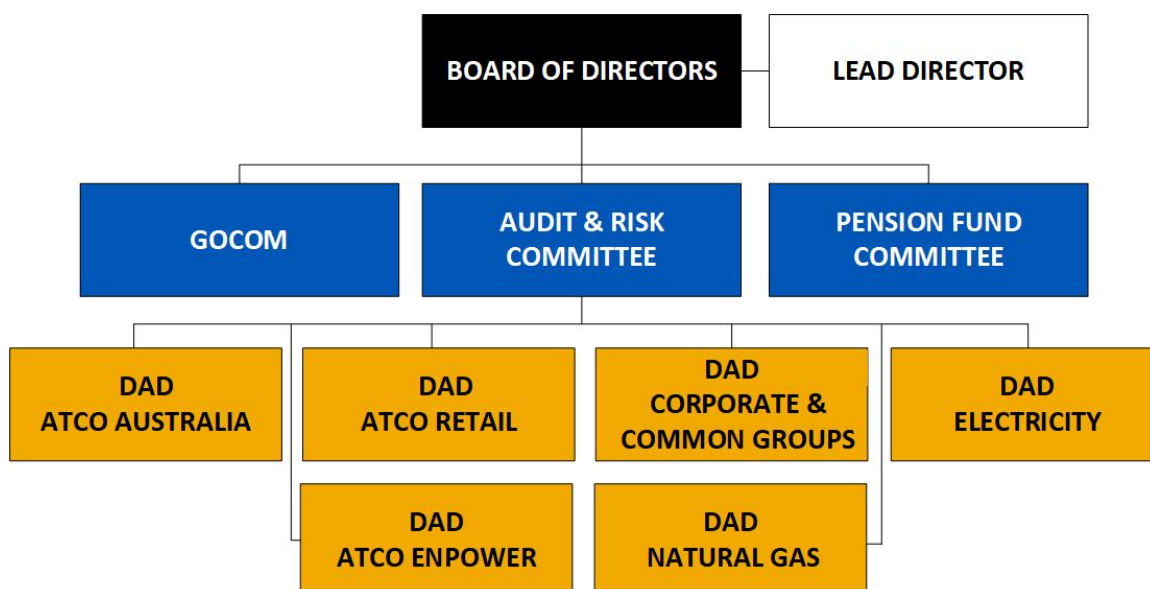 BOARD OF DIRECTORS
LEAD DIRECTOR
GOCOM
AUDIT & RISK
COMMITTEE
PENSION FUND
COMMITTEE
DAD
ATCO AUSTRALIA
DAD
ATCO RETAIL
DAD
CORPORATE &
COMMON GROUPS
DAD
ELECTRICITY
DAD
ATCO ENPOWER
DAD
NATURAL GAS